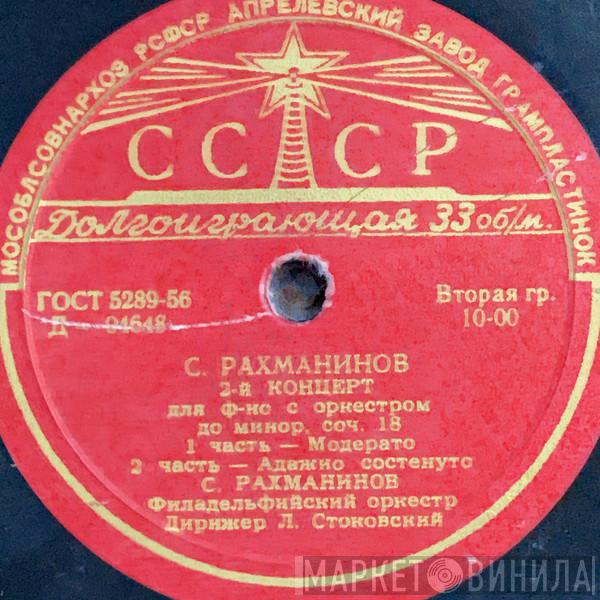 МОСОБЛСОВНАРХОЗ РСФСР АПРЕЛЕВСКИЙ ЗАВОД ГРАМПЛАСТИНОК
СССР
Долгоиграющая 33 об/м.
ГОСТ 5289-56
Вторая гр.
Д 04648
10-00
С. РАХМАНИНОВ
2-й КОНЦЕРТ
для ф-но с оркестром
до минор, соч. 18
1 часть — Модерато
2 часть — Адажио состенуто
С. РАХМАНИНОВ
Филадельфийский оркестр
Дирижер Л. Стоковский
МАРКЕТ ВИНИЛА